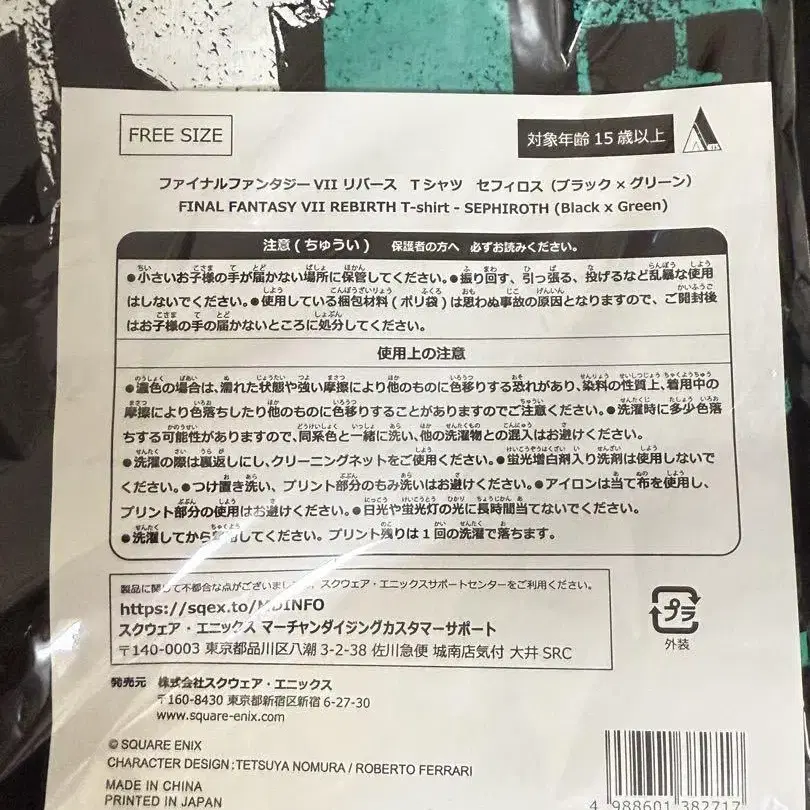 FREE SIZE
対象年齢 15 歳以上
ファイナルファンタジー VII リバース Tシャツ セフィロス（ブラック × グリーン）
FINAL FANTASY VII REBIRTH T-shirt - SEPHIROTH (Black x Green)
注意 ( ちゅうい ) 保護者の方へ 必ずお読みください。
●小さいお子様の手が届かない場所に保管してください。●振り回す、引っ張る、投げるなど乱暴な使用
はしないでください。●使用している梱包材料 ( ポリ袋 ) は思わぬ事故の原因となりますので、ご開封後
はお子様の手の届かないところに処分してください。
使用上の注意
●濃色の場合は、濡れた状態や強い摩擦により他のものに色移りする恐れがあり、染料の性質上、着用中の
摩擦により色落ちしたり他のものに色移りすることがありますのでご注意ください。●洗濯時に多少色落
ちする可能性がありますので、同系色と一緒に洗い、他の洗濯物との混入はお避けください。
●洗濯の際は裏返しにし、クリーニングネットをご使用ください。●蛍光増白剤入り洗剤は使用しないで
ください。●つけ置き洗い、プリント部分のもみ洗いはお避けください。●アイロンは当て布を使用し、
プリント部分の使用はお避けください。●日光や蛍光灯の光に長時間当てないでください。
●洗濯してから着用してください。プリント残りは 1 回の洗濯で落ちます。
製品に関して不都合な点がございましたら、スクウェア・エニックスサポートセンターをご利用ください。
https://sqex.to/MDINFO
スクウェア・エニックス マーチャンダイジングカスタマーサポート
〒140-0003 東京都品川区八潮 3-2-38 佐川急便 城南店気付 大井 SRC
プラ
外装
発売元 株式会社スクウェア・エニックス
〒160-8430 東京都新宿区新宿 6-27-30
www.square-enix.com
© SQUARE ENIX
CHARACTER DESIGN : TETSUYA NOMURA / ROBERTO FERRARI
MADE IN CHINA
PRINTED IN JAPAN
4 988601 382717